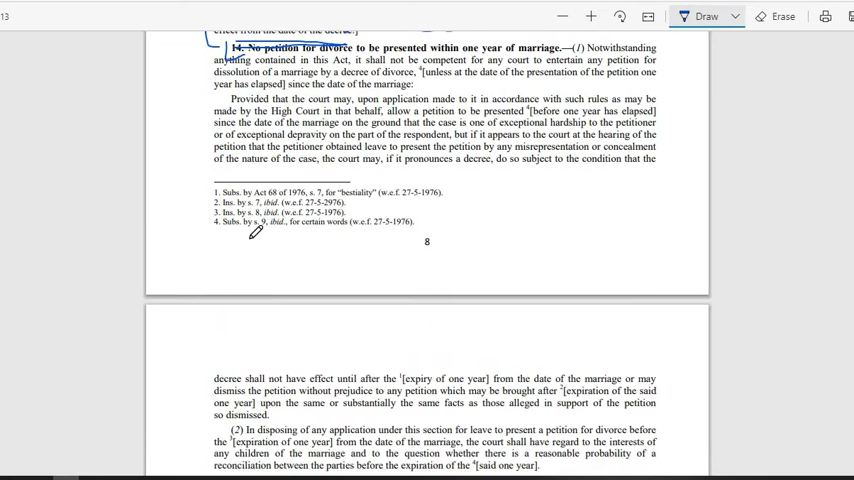 13
Draw
Erase
effect from the date of the decree.]
14. No petition for divorce to be presented within one year of marriage.—(1) Notwithstanding
anything contained in this Act, it shall not be competent for any court to entertain any petition for
dissolution of a marriage by a decree of divorce, 4[unless at the date of the presentation of the petition one
year has elapsed] since the date of the marriage:
Provided that the court may, upon application made to it in accordance with such rules as may be
made by the High Court in that behalf, allow a petition to be presented 4[before one year has elapsed]
since the date of the marriage on the ground that the case is one of exceptional hardship to the petitioner
or of exceptional depravity on the part of the respondent, but if it appears to the court at the hearing of the
petition that the petitioner obtained leave to present the petition by any misrepresentation or concealment
of the nature of the case, the court may, if it pronounces a decree, do so subject to the condition that the
1. Subs. by Act 68 of 1976, s. 7, for “bestiality” (w.e.f. 27-5-1976).
2. Ins. by s. 7, ibid. (w.e.f. 27-5-2976).
3. Ins. by s. 8, ibid. (w.e.f. 27-5-1976).
4. Subs. by s. 9, ibid., for certain words (w.e.f. 27-5-1976).
8
decree shall not have effect until after the 1[expiry of one year] from the date of the marriage or may
dismiss the petition without prejudice to any petition which may be brought after 2[expiration of the said
one year] upon the same or substantially the same facts as those alleged in support of the petition
so dismissed.
(2) In disposing of any application under this section for leave to present a petition for divorce before
the 3[expiration of one year] from the date of the marriage, the court shall have regard to the interests of
any children of the marriage and to the question whether there is a reasonable probability of a
reconciliation between the parties before the expiration of the 4[said one year].